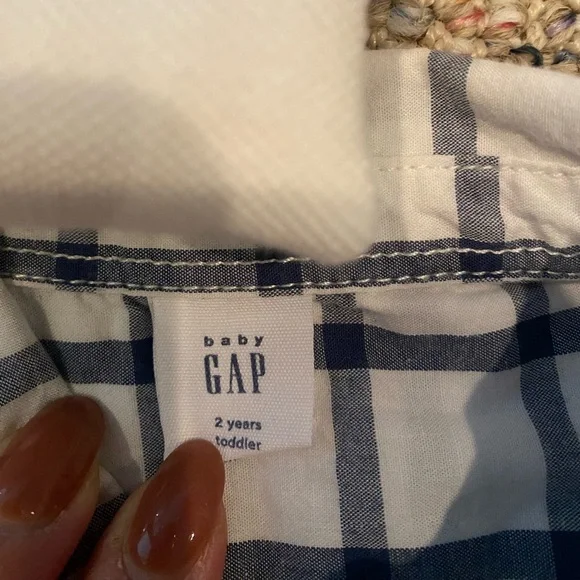 baby
GAP
2 years
toddler